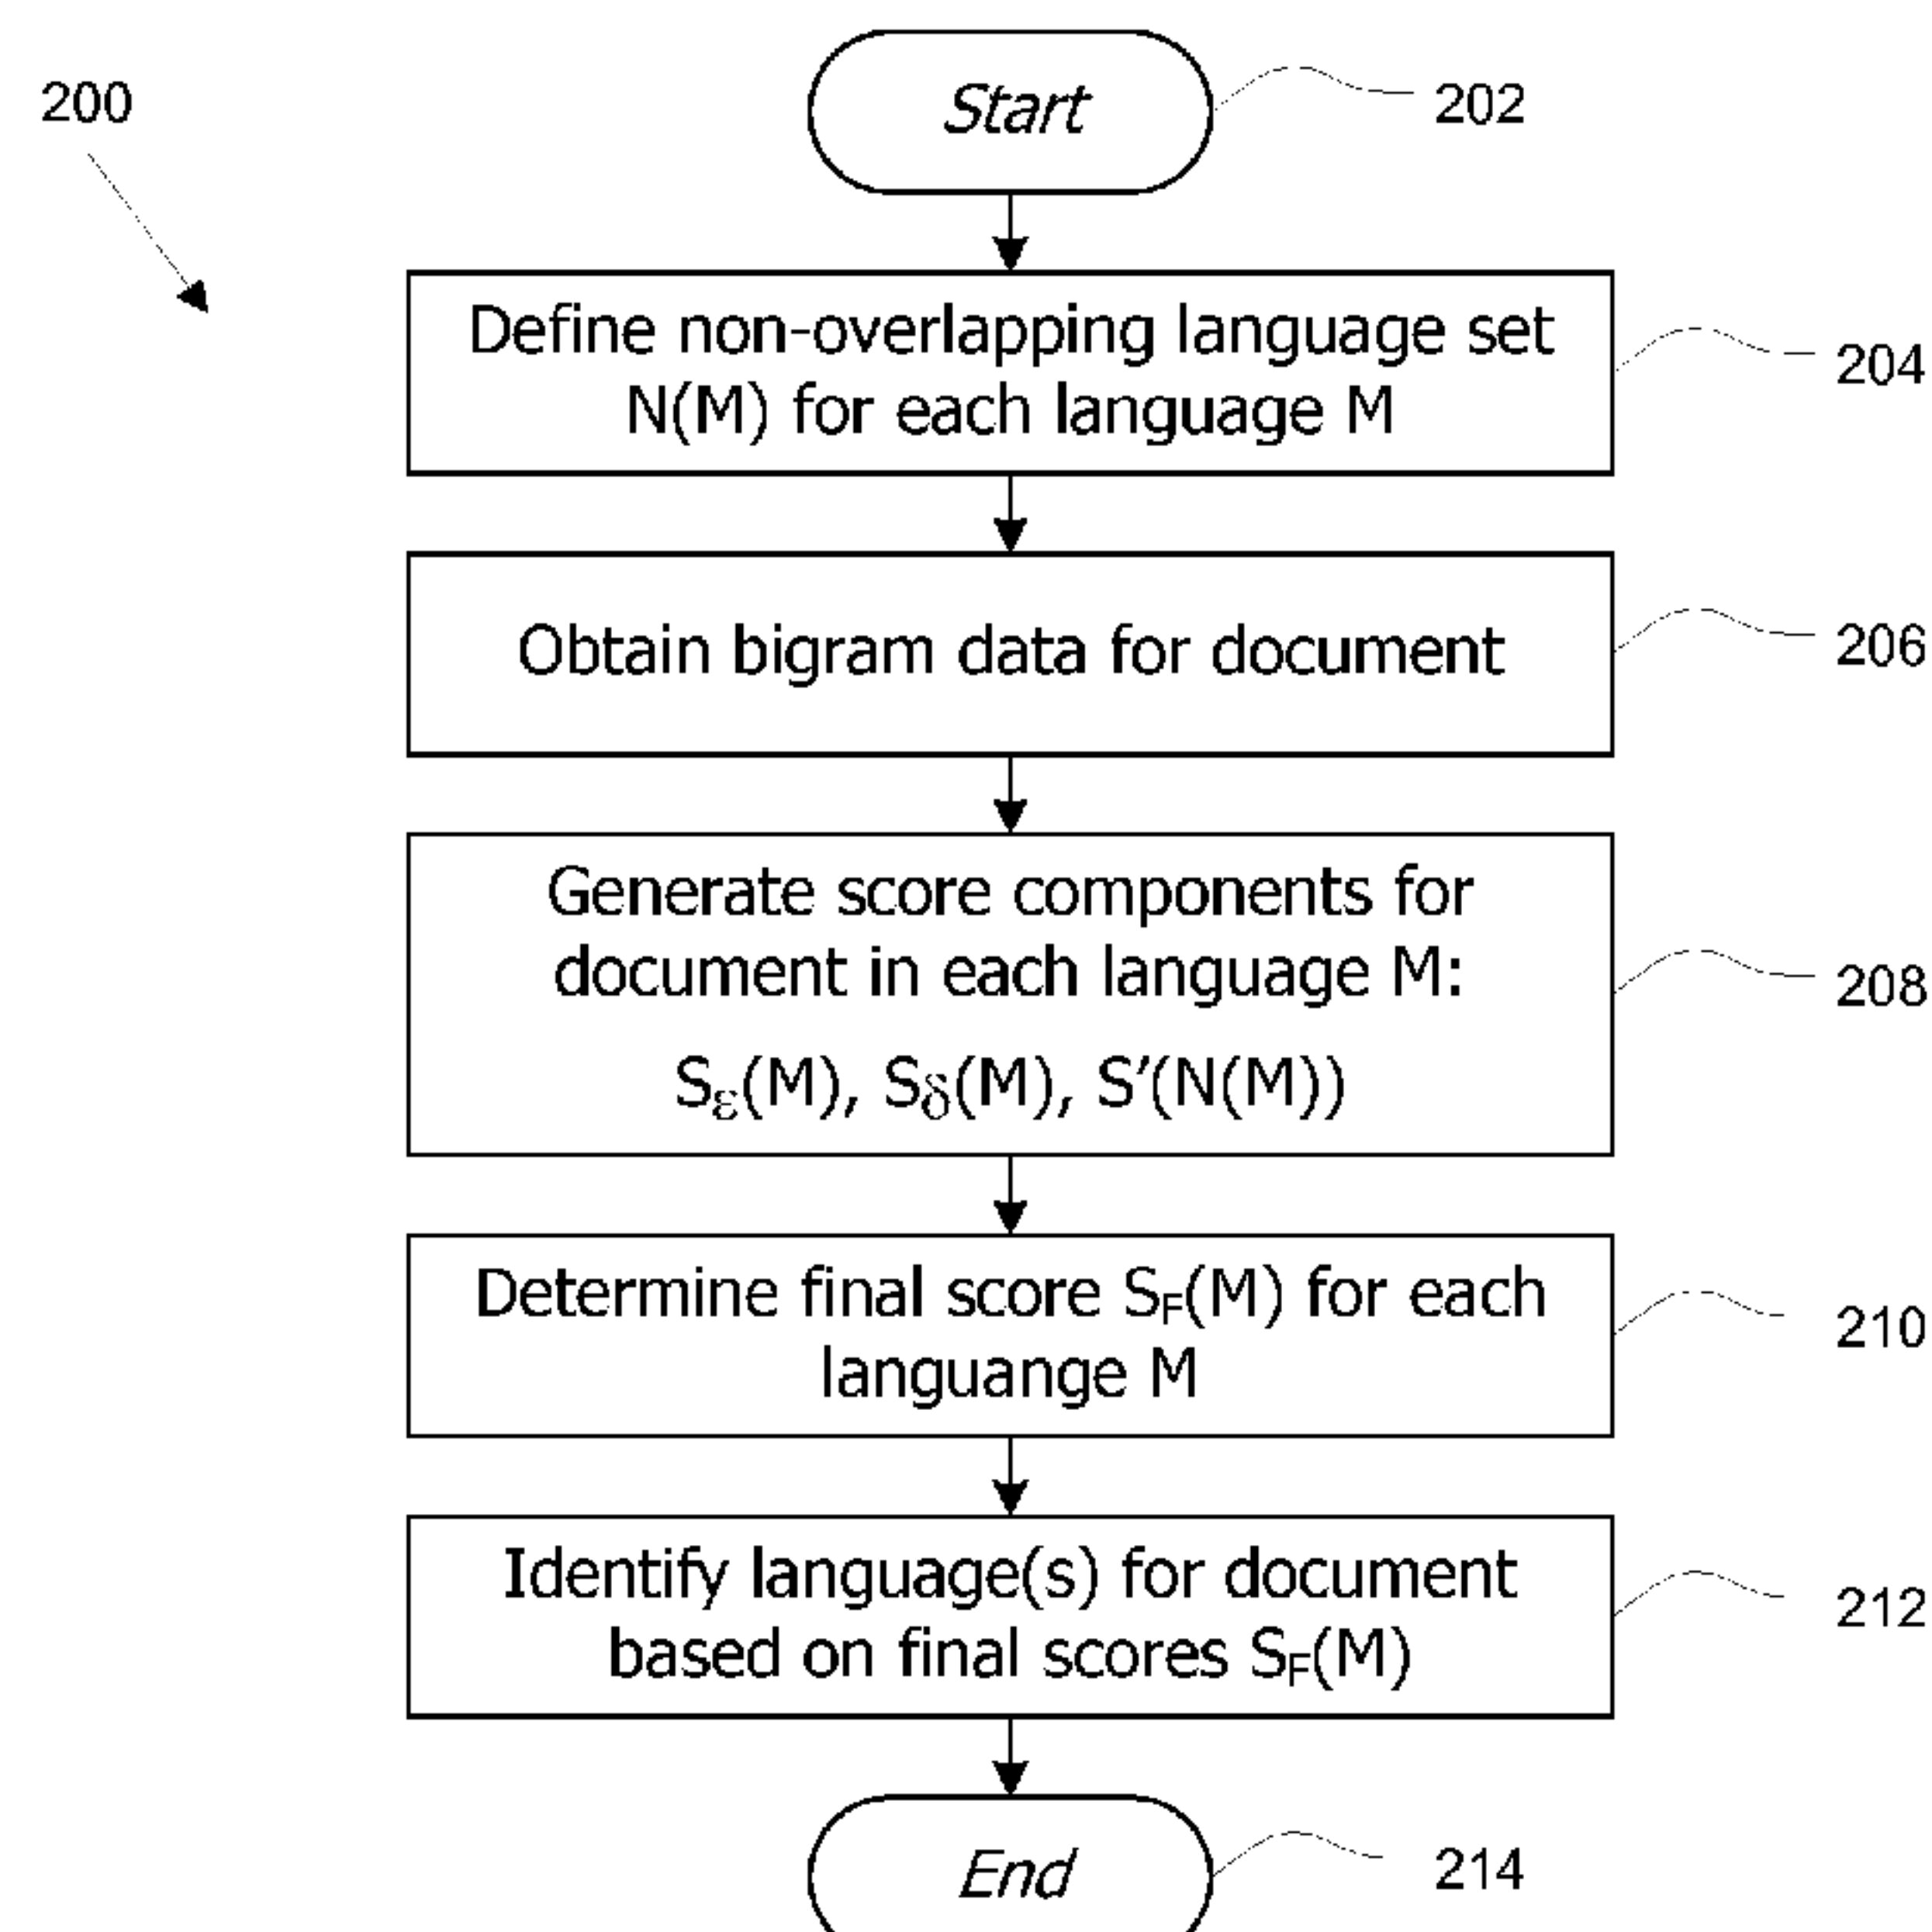 200
Start
202
Define non-overlapping language set
N(M) for each language M
204
Obtain bigram data for document
206
Generate score components for
document in each language M:
Sε(M), Sδ(M), S'(N(M))
208
Determine final score SF(M) for each
languange M
210
Identify language(s) for document
based on final scores SF(M)
212
End
214